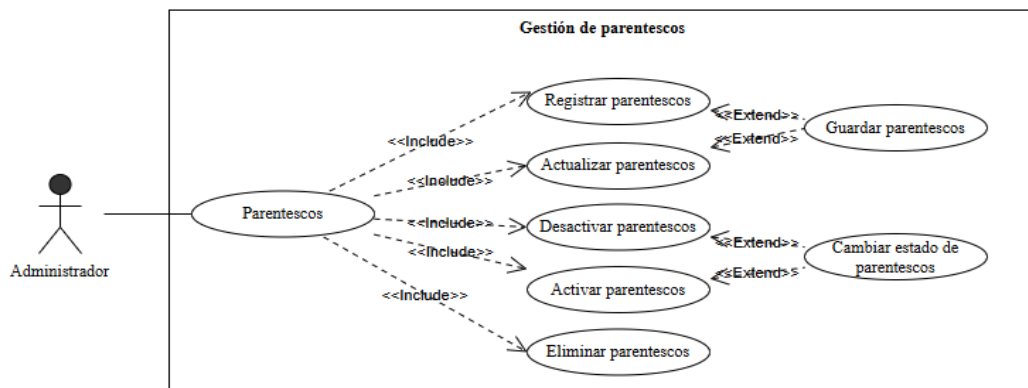 Gestión de parentescos
Registrar parentescos
<<Extend>>
Guardar parentescos
<<Include>>
<<Extend>>
Actualizar parentescos
<<Include>>
Parentescos
<<Include>>
Desactivar parentescos
<<Extend>>
Cambiar estado de
parentescos
<<Include>>
Administrador
<<Extend>>
Activar parentescos
<<Include>>
Eliminar parentescos